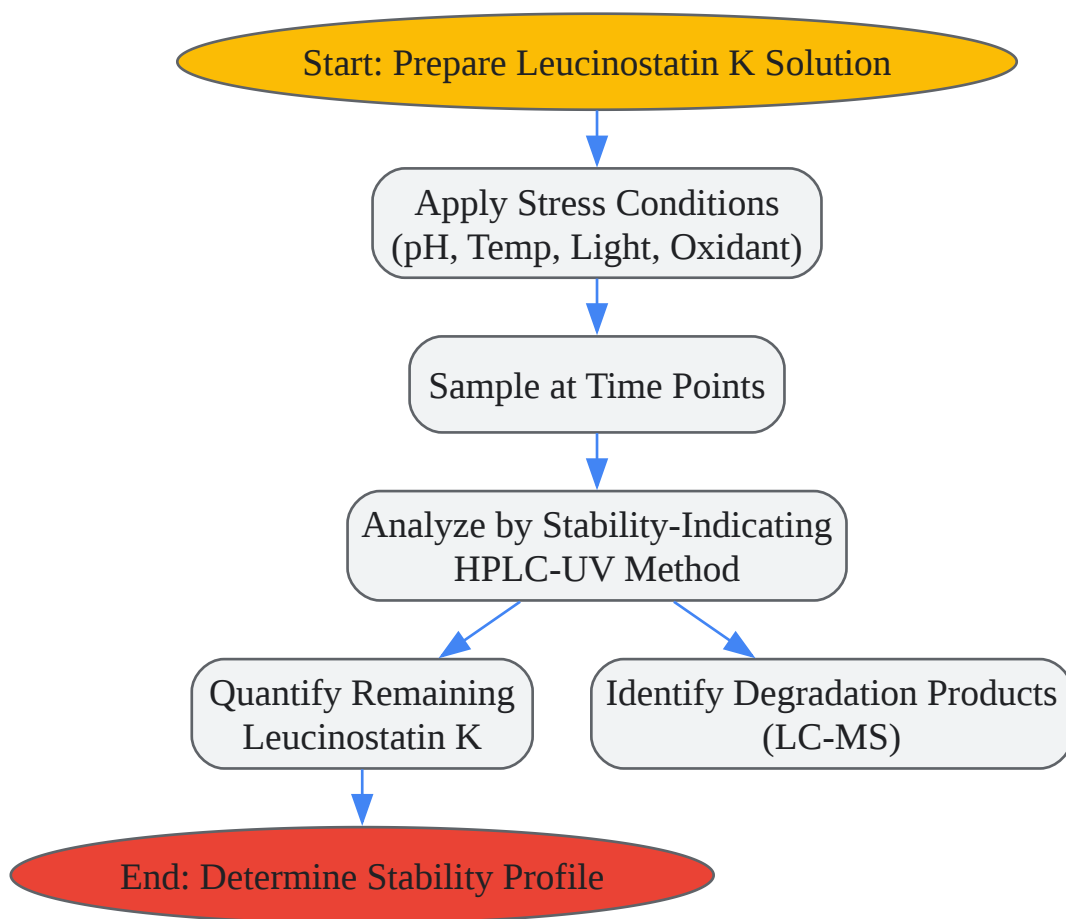 Start: Prepare Leucinostatin K Solution
Apply Stress Conditions
(pH, Temp, Light, Oxidant)
Sample at Time Points
Analyze by Stability-Indicating
HPLC-UV Method
Quantify Remaining
Leucinostatin K
Identify Degradation Products
(LC-MS)
End: Determine Stability Profile